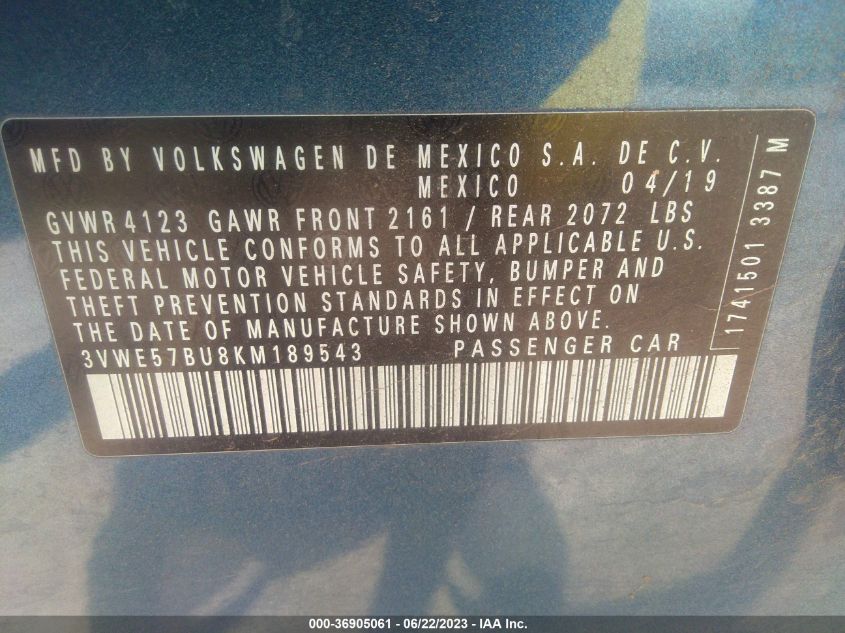 MFD BY VOLKSWAGEN DE MEXICO S.A. DE C.V.
MEXICO 04/19
GVWR 4123 GAWR FRONT 2161 / REAR 2072 LBS
THIS VEHICLE CONFORMS TO ALL APPLICABLE U.S.
FEDERAL MOTOR VEHICLE SAFETY, BUMPER AND
THEFT PREVENTION STANDARDS IN EFFECT ON
THE DATE OF MANUFACTURE SHOWN ABOVE.
3VWE57BU8KM189543 PASSENGER CAR
1741501 3387 M
000-36905061 - 06/22/2023 - IAA Inc.